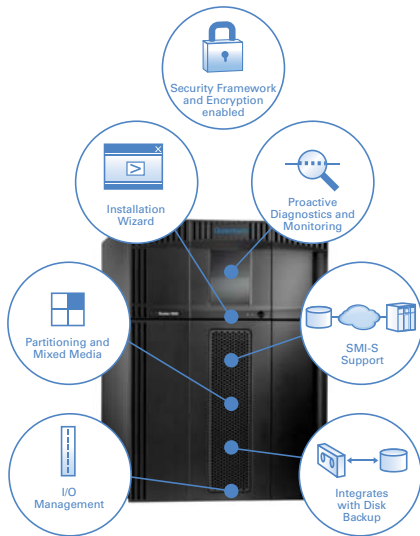 Security Framework
and Encryption
enabled
Installation
Wizard
Proactive
Diagnostics and
Monitoring
Partitioning and
Mixed Media
SMI-S
Support
I/O
Management
Integrates
with Disk
Backup